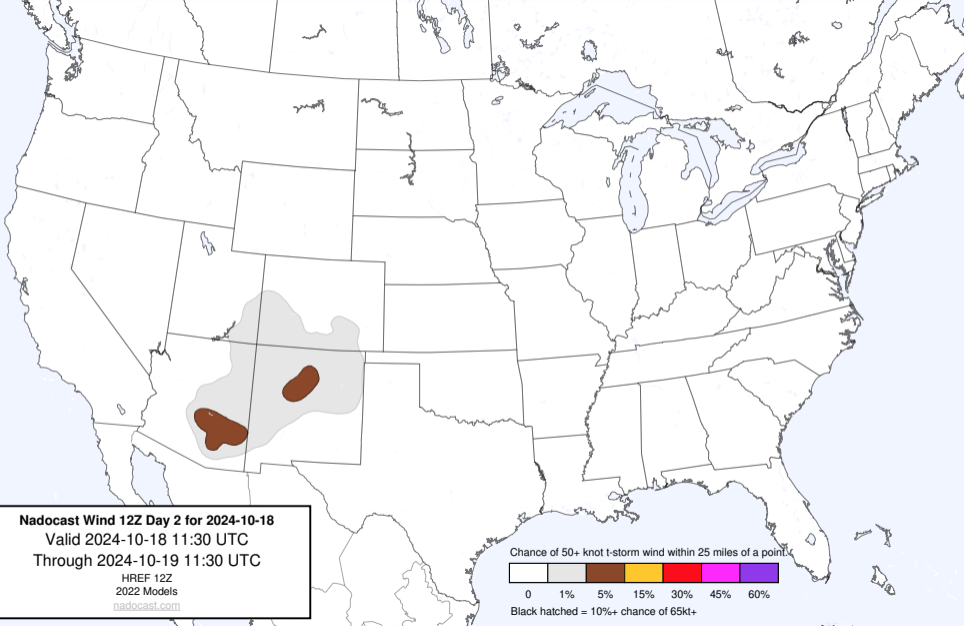 Nadocast Wind 12Z Day 2 for 2024-10-18
Valid 2024-10-18 11:30 UTC
Through 2024-10-19 11:30 UTC
HREF 12Z
2022 Models
nadocast.com
Chance of 50+ knot t-storm wind within 25 miles of a point.
0 1% 5% 15% 30% 45% 60%
Black hatched = 10%+ chance of 65kt+